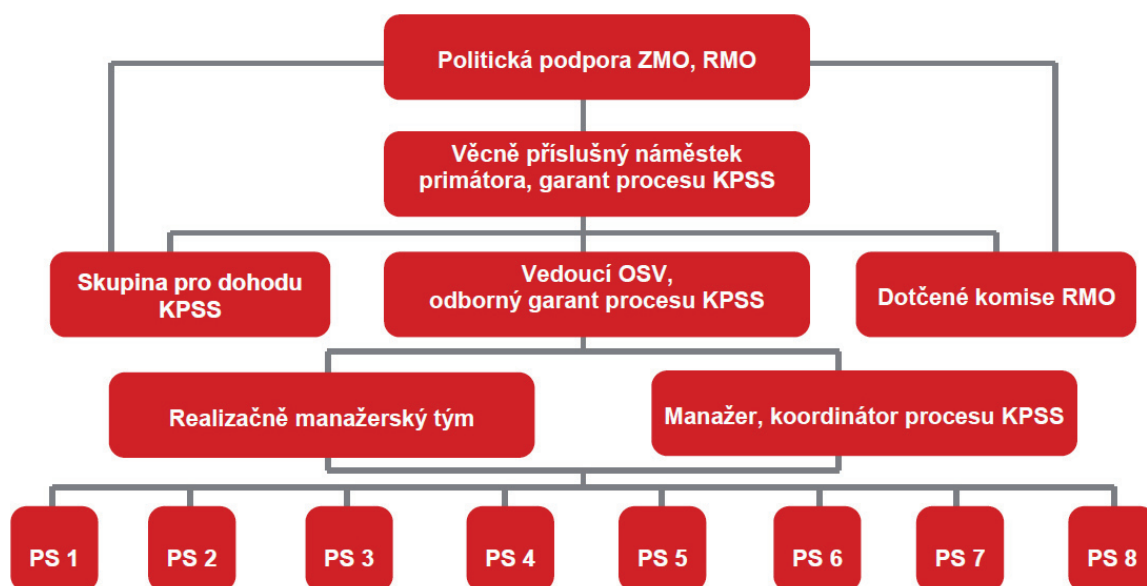 Politická podpora ZMO, RMO
Věcně příslušný náměstek
primátora, garant procesu KPSS
Skupina pro dohodu
KPSS
Vedoucí OSV,
odborný garant procesu KPSS
Dotčené komise RMO
Realizačně manažerský tým
Manažer, koordinátor procesu KPSS
PS 1
PS 2
PS 3
PS 4
PS 5
PS 6
PS 7
PS 8